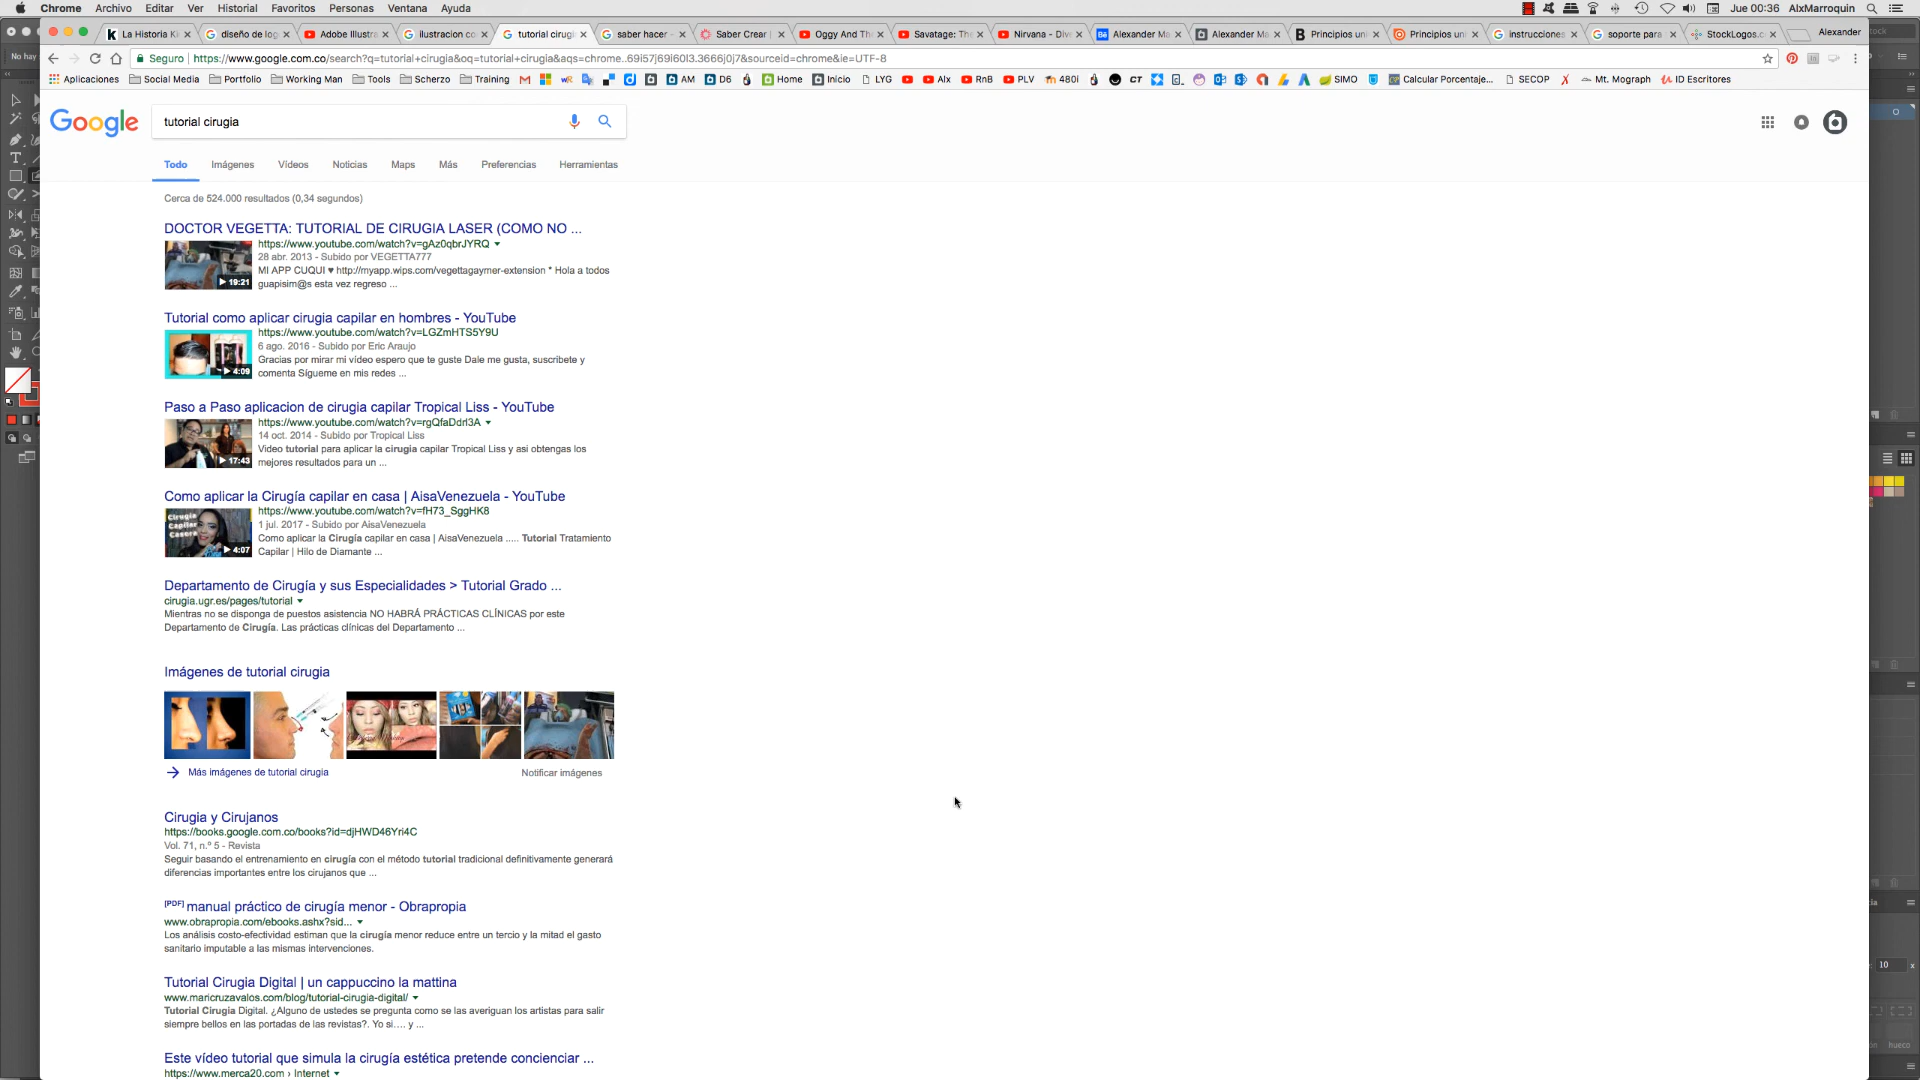 Chrome Archivo Editar Ver Historial Favoritos Personas Ventana Ayuda
Jue 00:36 AlxMarroquin
La Historia K
diseño de log
Adobe Illustra
ilustracion co
tutorial cirugi
saber hacer -
Saber Crear
Oggy And The
Savatage: The
Nirvana - Dive
Alexander Ma
Alexander Ma
Principios uni
Principios uni
instrucciones
soporte para
StockLogos.c
Alexander
No hay
Seguro https://www.google.com.co/search?q=tutorial+cirugia&oq=tutorial+cirugia&aqs=chrome..69i57j69i60l3.3666j0j7&sourceid=chrome&ie=UTF-8
Aplicaciones Social Media Portfolio Working Man Tools Scherzo Training AM D6 Home Inicio LYG Alx RnB PLV 480i CT SIMO Calcular Porcentaje... SECOP Mt. Mograph ID Escritores
Google
tutorial cirugia
Todo Imágenes Vídeos Noticias Maps Más Preferencias Herramientas
Cerca de 524.000 resultados (0,34 segundos)
DOCTOR VEGETTA: TUTORIAL DE CIRUGIA LASER (COMO NO ...
https://www.youtube.com/watch?v=gAz0qbrJYRQ
28 abr. 2013 - Subido por VEGETTA777
MI APP CUQUI ♥ http://myapp.wips.com/vegettagaymer-extension * Hola a todos
guapisim@s esta vez regreso ...
19:21
Tutorial como aplicar cirugia capilar en hombres - YouTube
https://www.youtube.com/watch?v=LGZmHTS5Y9U
6 ago. 2016 - Subido por Eric Araujo
Gracias por mirar mi vídeo espero que te guste Dale me gusta, suscribete y
comenta Sígueme en mis redes ...
4:09
Paso a Paso aplicacion de cirugia capilar Tropical Liss - YouTube
https://www.youtube.com/watch?v=rgQfaDdrl3A
14 oct. 2014 - Subido por Tropical Liss
Video tutorial para aplicar la cirugia capilar Tropical Liss y asi obtengas los
mejores resultados para un ...
17:43
Como aplicar la Cirugía capilar en casa | AisaVenezuela - YouTube
https://www.youtube.com/watch?v=fH73_SggHK8
1 jul. 2017 - Subido por AisaVenezuela
Como aplicar la Cirugía capilar en casa | AisaVenezuela ..... Tutorial Tratamiento
Capilar | Hilo de Diamante ...
Cirugia
Capilar
Casera
4:07
Departamento de Cirugía y sus Especialidades > Tutorial Grado ...
cirugia.ugr.es/pages/tutorial
Mientras no se disponga de puestos asistencia NO HABRÁ PRÁCTICAS CLÍNICAS por este
Departamento de Cirugía. Las prácticas clínicas del Departamento ...
Imágenes de tutorial cirugia
Más imágenes de tutorial cirugia
Notificar imágenes
Cirugia y Cirujanos
https://books.google.com.co/books?id=djHWD46Yri4C
Vol. 71, n.º 5 - Revista
Seguir basando el entrenamiento en cirugía con el método tutorial tradicional definitivamente generará
diferencias importantes entre los cirujanos que ...
[PDF] manual práctico de cirugía menor - Obrapropia
www.obrapropia.com/ebooks.ashx?sid...
Los análisis costo-efectividad estiman que la cirugía menor reduce entre un tercio y la mitad el gasto
sanitario imputable a las mismas intervenciones.
Tutorial Cirugia Digital | un cappuccino la mattina
www.maricruzavalos.com/blog/tutorial-cirugia-digital/
Tutorial Cirugia Digital. ¿Alguno de ustedes se pregunta como se las averiguan los artistas para salir
siempre bellos en las portadas de las revistas?. Yo si.... y ...
Este vídeo tutorial que simula la cirugía estética pretende concienciar ...
https://www.merca20.com › Internet
10
hueco